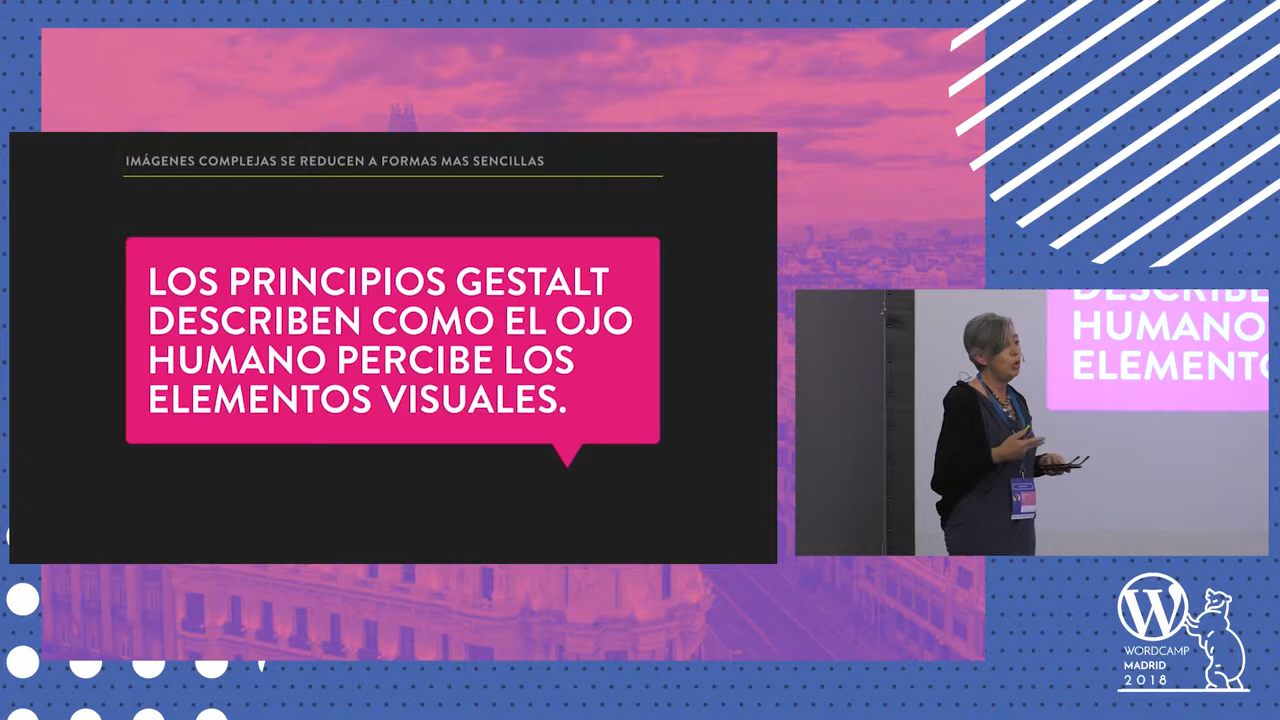 IMÁGENES COMPLEJAS SE REDUCEN A FORMAS MAS SENCILLAS
LOS PRINCIPIOS GESTALT
DESCRIBEN COMO EL OJO
HUMANO PERCIBE LOS
ELEMENTOS VISUALES.
DESCRIBE
HUMANO
ELEMENTO
WORDCAMP
MADRID
2018